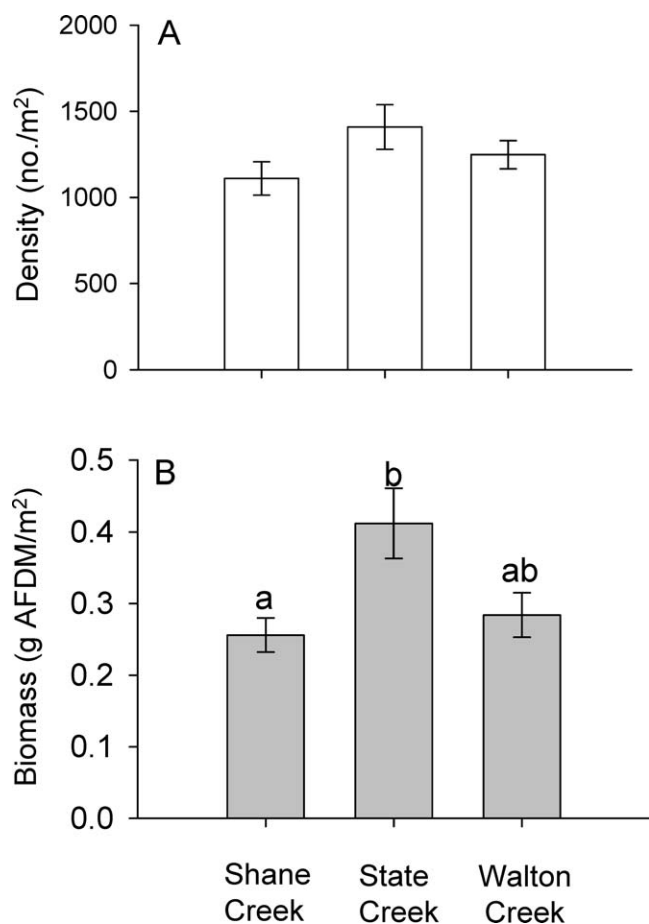 A
2000
1500
1000
500
0
Density (no./m²)
B
0.5
0.4
0.3
0.2
0.1
0.0
Biomass (g AFDM/m²)
a
b
ab
Shane
Creek
State
Creek
Walton
Creek